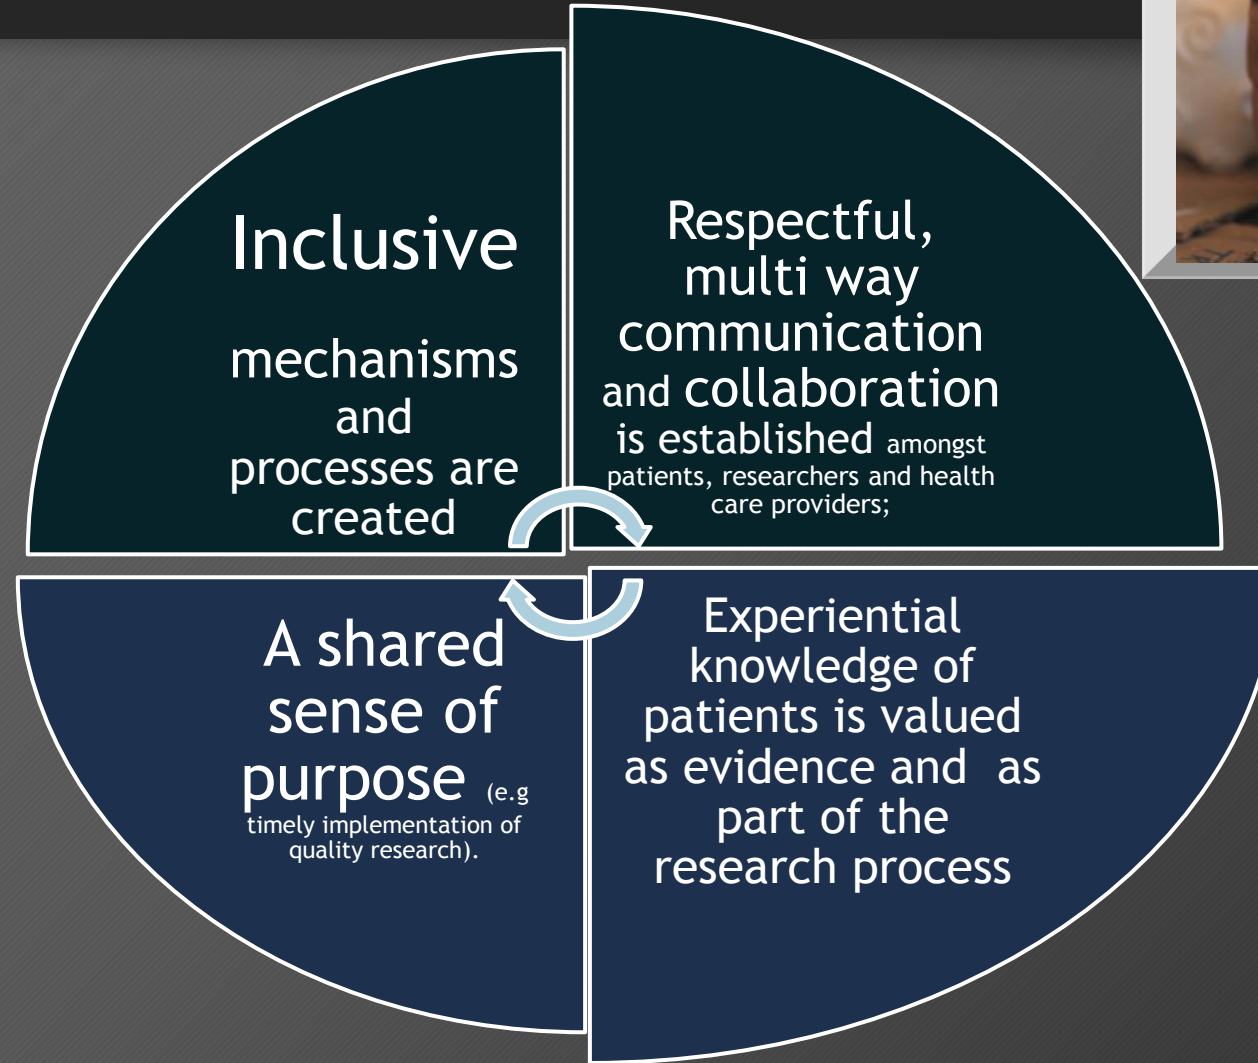 Inclusive
mechanisms
and
processes are
created
Respectful,
multi way
communication
and collaboration
is established amongst
patients, researchers and health
care providers;
A shared
sense of
purpose (e.g
timely implementation of
quality research).
Experiential
knowledge of
patients is valued
as evidence and  as
part of the
research process